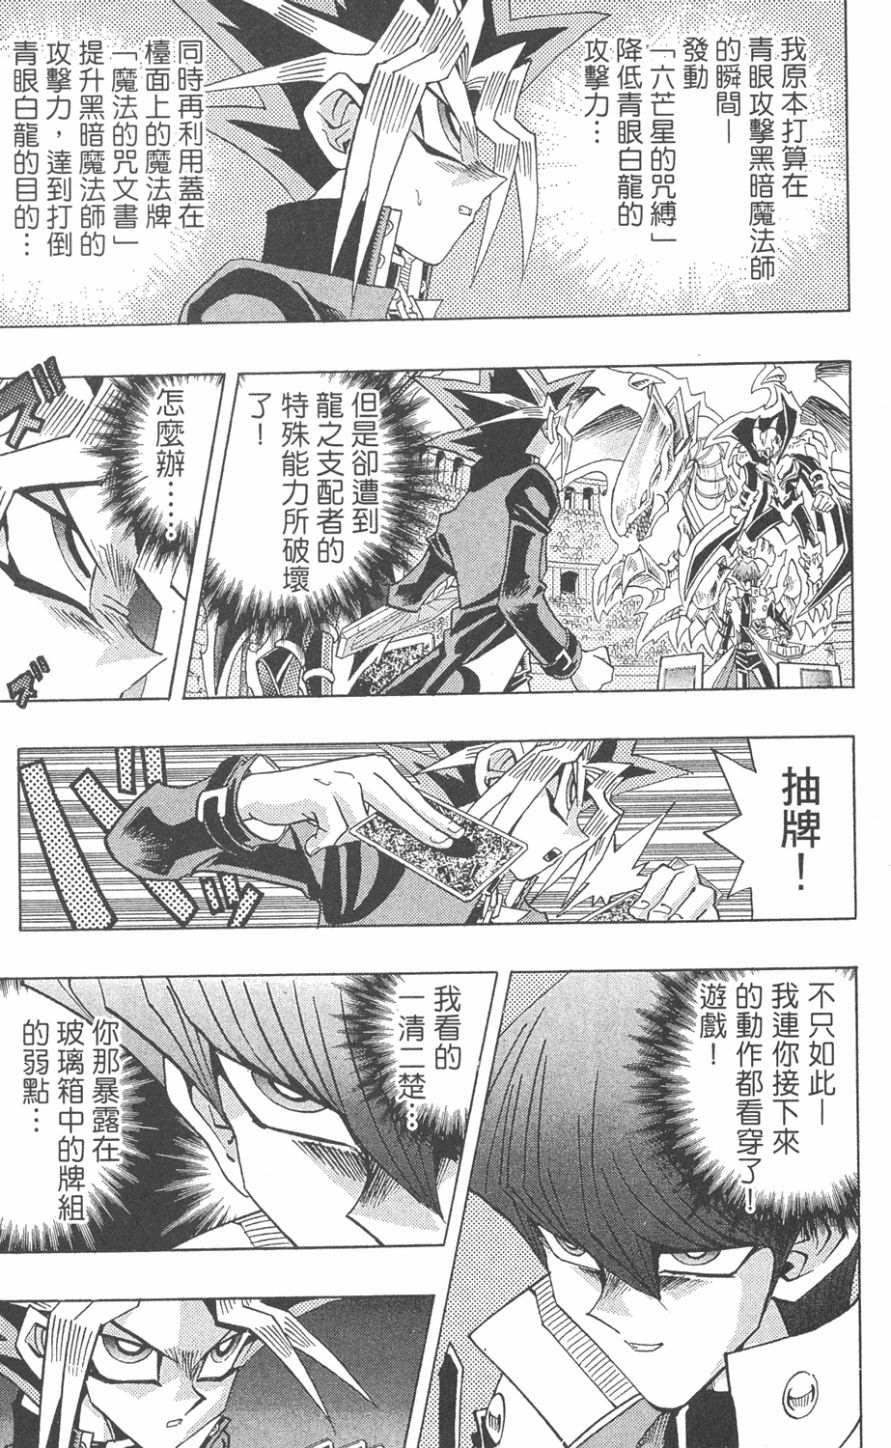 我原本打算在
青眼攻擊黑暗魔法師
的瞬間—
發動
「六芒星的咒縛」
降低青眼白龍的
攻擊力…
同時再利用蓋在
檯面上的魔法牌
「魔法的咒文書」
提升黑暗魔法師的
攻擊力，達到打倒
青眼白龍的目的…
但是卻遭到
龍之支配者的
特殊能力所破壞
了！
怎麼辦……
抽牌！
不只如此—
我連你接下來
的動作都看穿了！
遊戲！
我看的
一清二楚…
你那暴露在
玻璃箱中的牌組
的弱點…